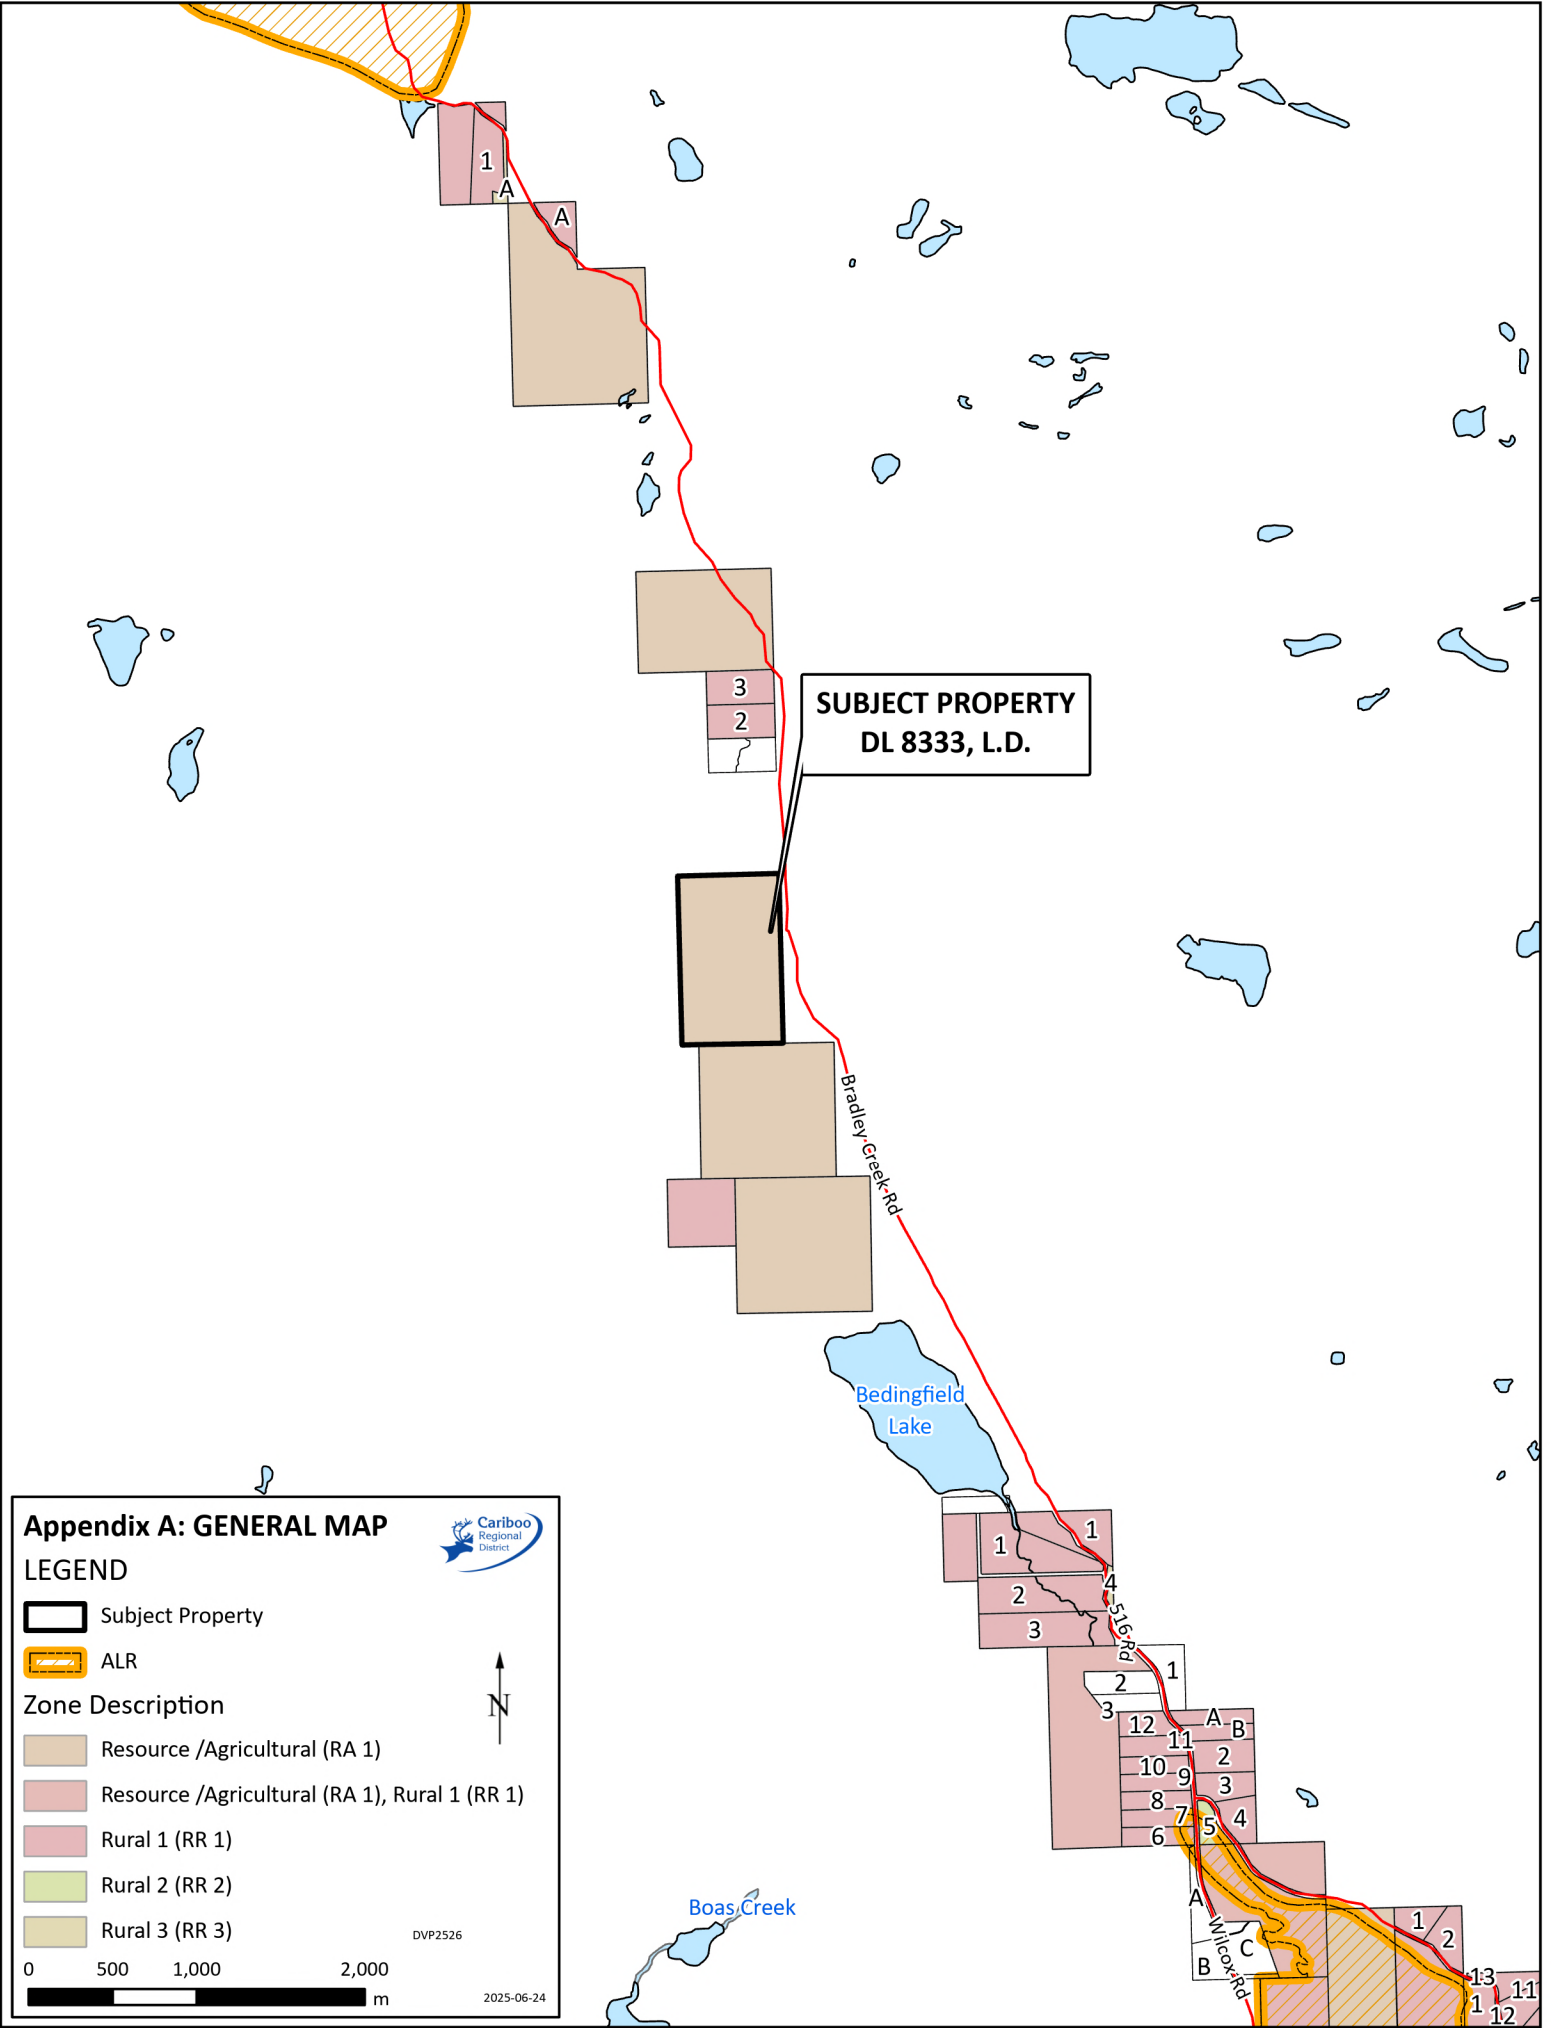 1
A
A
3
2
SUBJECT PROPERTY
DL 8333, L.D.
Bradley Creek Rd
Bedingfield
Lake
1
1
4
2
516 Rd
3
1
2
3
A
12
B
11
2
10
9
3
8
7
4
5
6
A
Boas Creek
1
2
C
Wilcox Rd
B
13
11
1
12
Appendix A: GENERAL MAP
Cariboo
Regional
District
LEGEND
Subject Property
ALR
N
Zone Description
Resource /Agricultural (RA 1)
Resource /Agricultural (RA 1), Rural 1 (RR 1)
Rural 1 (RR 1)
Rural 2 (RR 2)
Rural 3 (RR 3)
DVP2526
0 500 1,000 2,000
m
2025-06-24